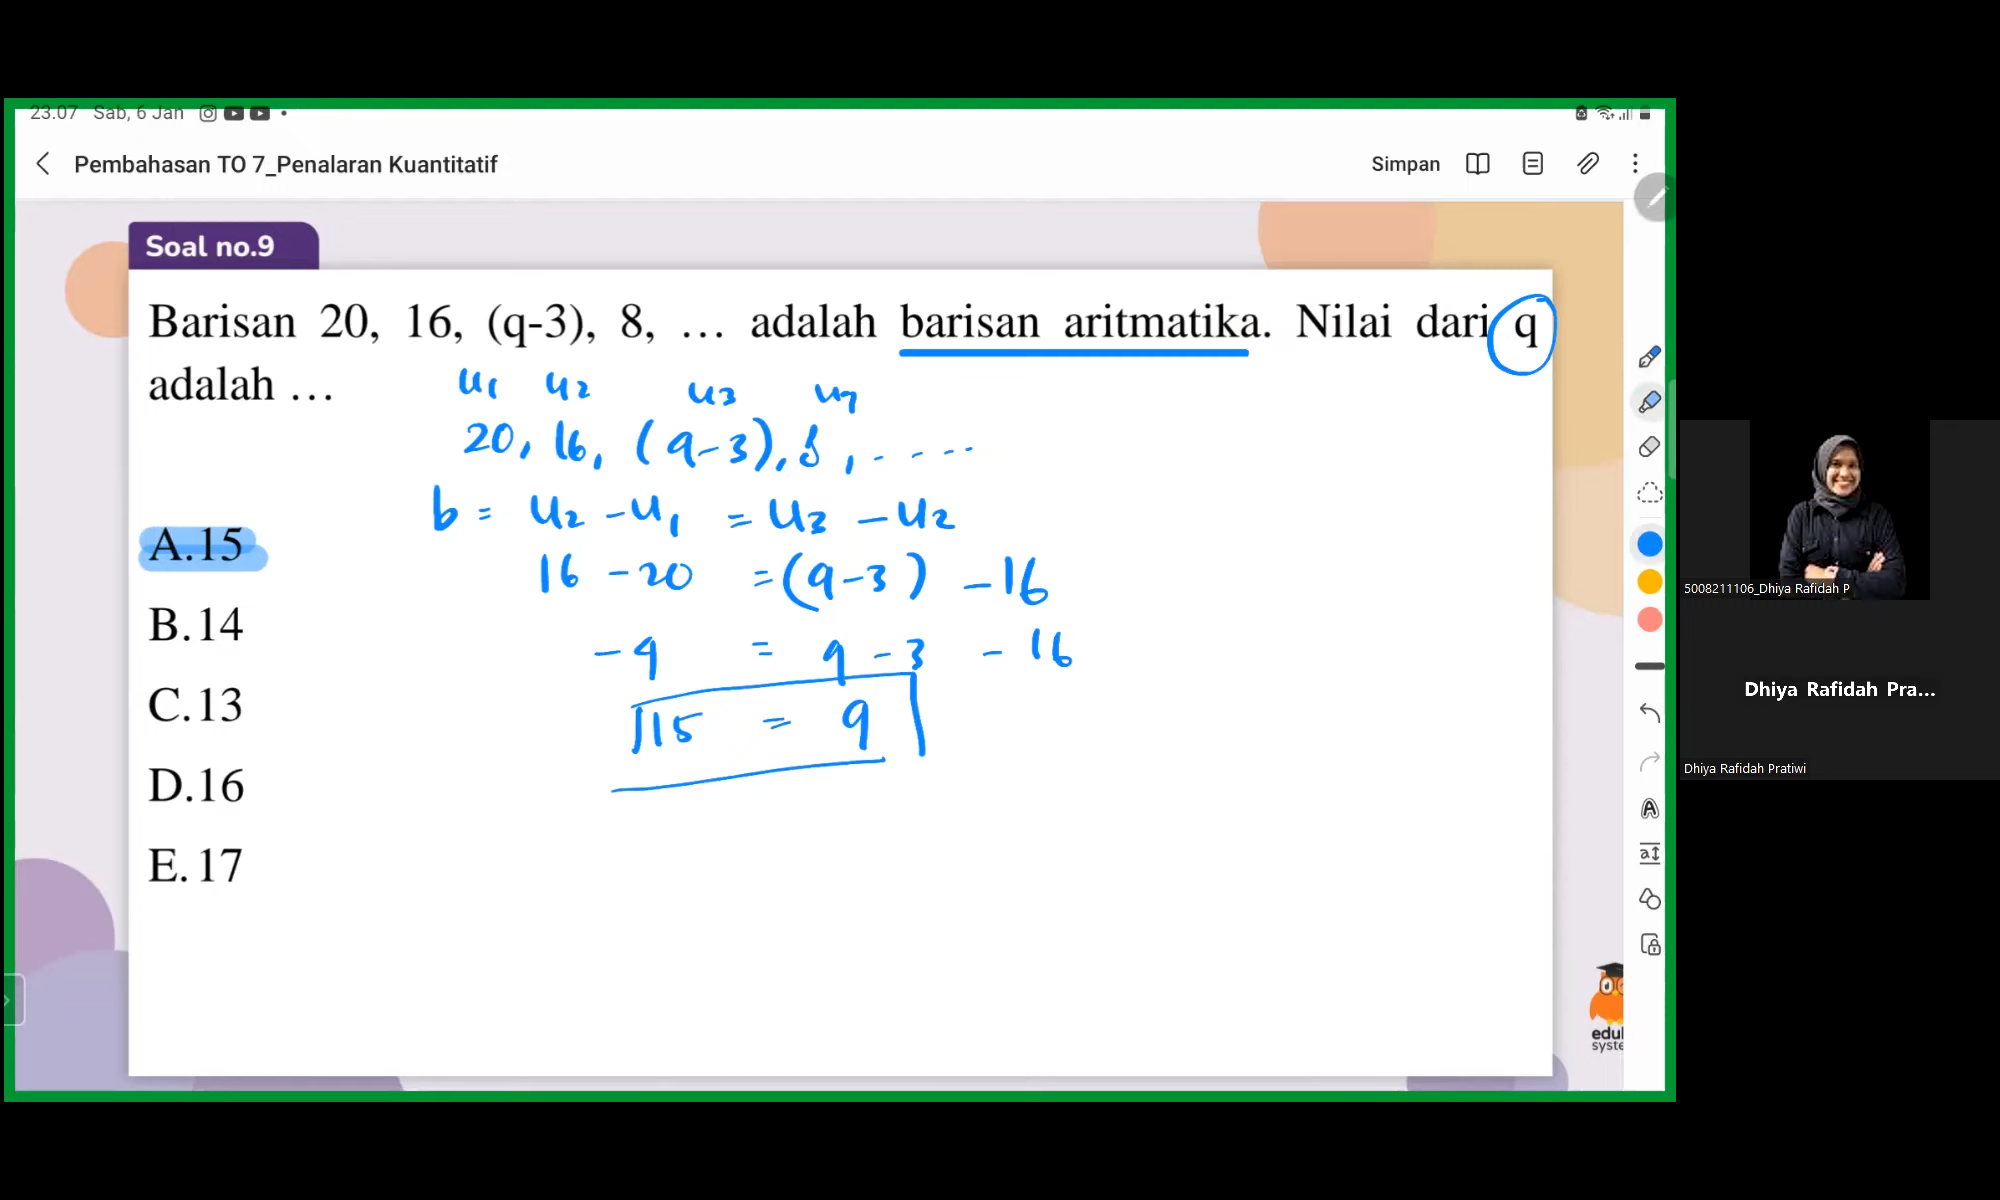 23.07 Sab, 6 Jan
Pembahasan TO 7_Penalaran Kuantitatif
Simpan
Soal no.9
Barisan 20, 16, (q-3), 8, … adalah barisan aritmatika. Nilai dari q
adalah …
u1 u2 u3 u4
20, 16, (q-3), 8, ....
b = u2 - u1 = u3 - u2
A.15
16 - 20 = (q-3) - 16
B.14
-4 = q - 3 - 16
C.13
15 = q
D.16
E.17
5008211106_Dhiya Rafidah P
Dhiya Rafidah Pra...
Dhiya Rafidah Pratiwi